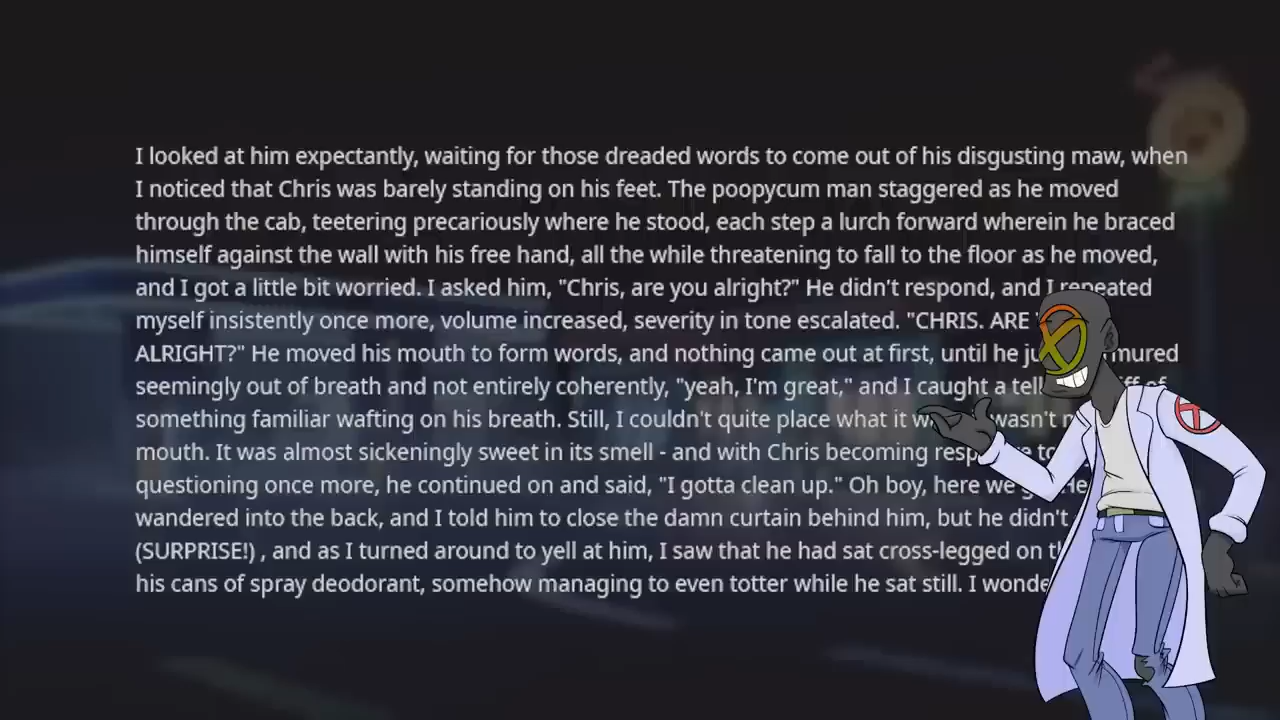 I looked at him expectantly, waiting for those dreaded words to come out of his disgusting maw, when
I noticed that Chris was barely standing on his feet. The poopycum man staggered as he moved
through the cab, teetering precariously where he stood, each step a lurch forward wherein he braced
himself against the wall with his free hand, all the while threatening to fall to the floor as he moved,
and I got a little bit worried. I asked him, "Chris, are you alright?" He didn't respond, and I repeated
myself insistently once more, volume increased, severity in tone escalated. "CHRIS. ARE
ALRIGHT?" He moved his mouth to form words, and nothing came out at first, until he
seemingly out of breath and not entirely coherently, "yeah, I'm great," and I caught a of
something familiar wafting on his breath. Still, I couldn't quite place what it wasn't
mouth. It was almost sickeningly sweet in its smell - and with Chris becoming
questioning once more, he continued on and said, "I gotta clean up." Oh boy, here we
wandered into the back, and I told him to close the damn curtain behind him, but he didn't
(SURPRISE!) , and as I turned around to yell at him, I saw that he had sat cross-legged on
his cans of spray deodorant, somehow managing to even totter while he sat still. I